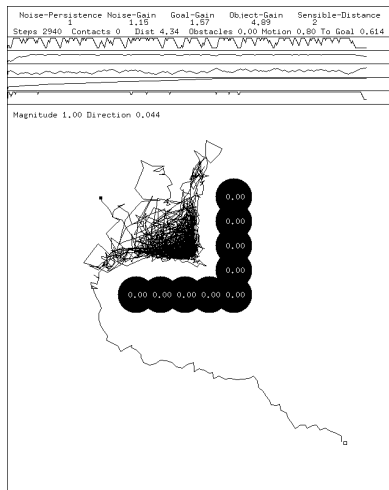 Noise-Persistence Noise-Gain Goal-Gain Object-Gain Sensible-Distance
1 1.15 1.57 4.89 2
Steps 2940 Contacts 0 Dist 4.34 Obstacles 0.00 Motion 0.80 To Goal 0.614
Magnitude 1.00 Direction 0.044
0.00
0.00
0.00
0.00
0.00 0.00 0.00 0.00 0.00